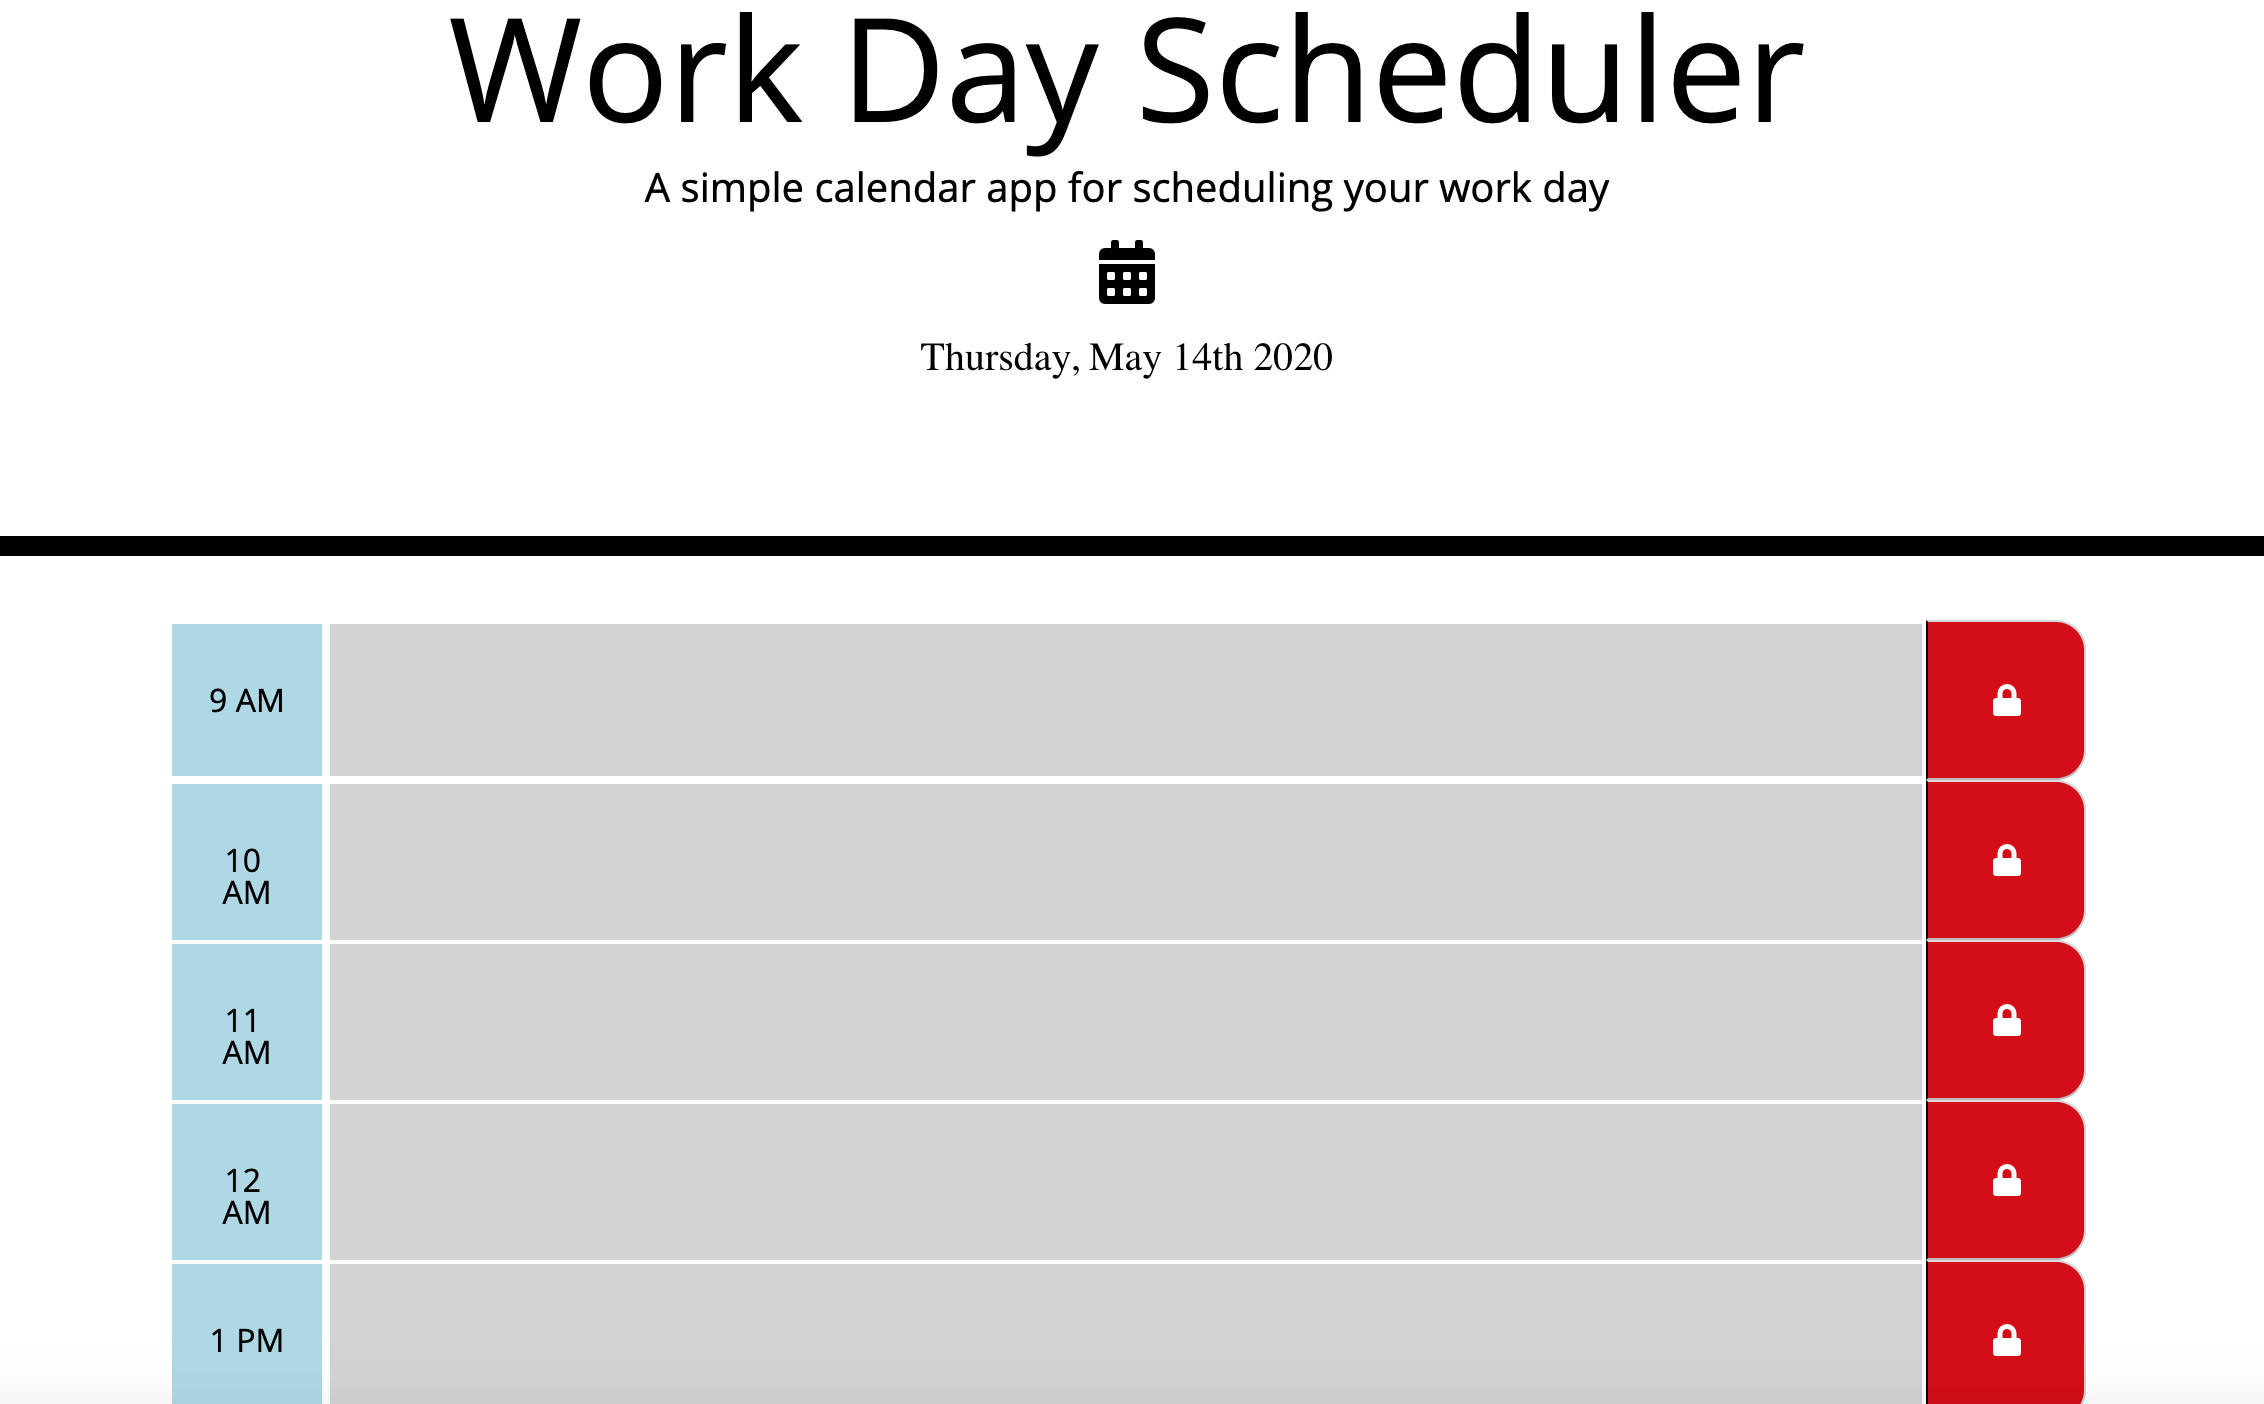 Work Day Scheduler
A simple calendar app for scheduling your work day
Thursday, May 14th 2020
9 AM
10
AM
11
AM
12
AM
1 PM